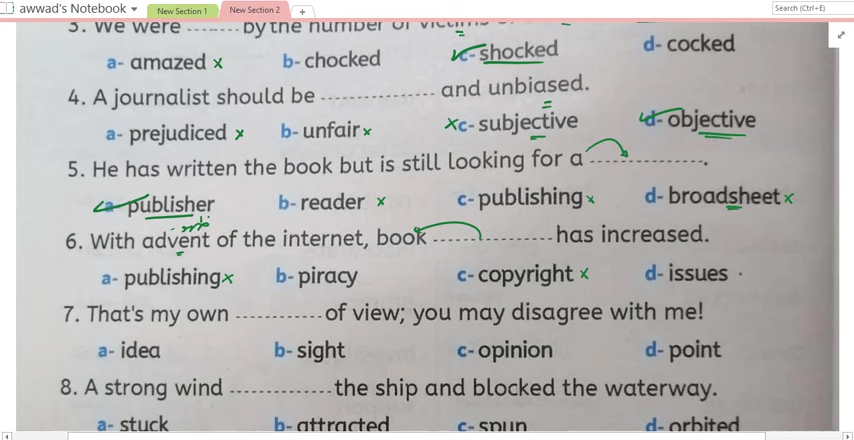 awwad's Notebook
New Section 1
New Section 2
+
Search (Ctrl+E)
3. We were ........ by the number of victims
a- amazed x
b- chocked
c- shocked
d- cocked
4. A journalist should be .............. and unbiased.
a- prejudiced x
b- unfair x
x c- subjective
d- objective
5. He has written the book but is still looking for a ...............
a- publisher
b- reader x
c- publishing x
d- broadsheet x
6. With advent of the internet, book .............. has increased.
a- publishing x
b- piracy
c- copyright x
d- issues
7. That's my own ........... of view; you may disagree with me!
a- idea
b- sight
c- opinion
d- point
8. A strong wind ............. the ship and blocked the waterway.
a- stuck
b- attracted
c- spun
d- orbited